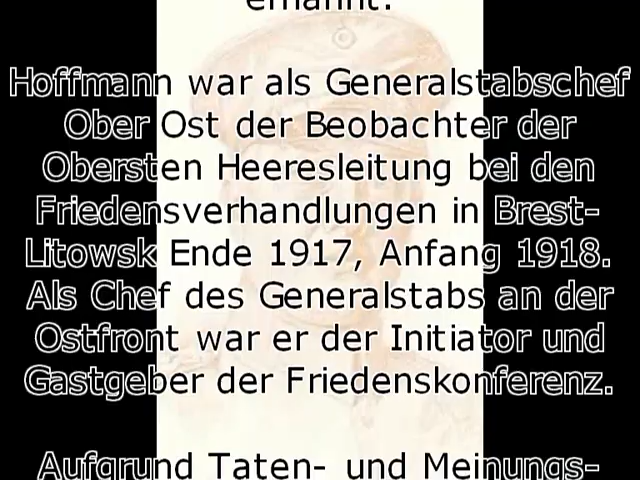 ernannt.
Hoffmann war als Generalstabschef
Ober Ost der Beobachter der
Obersten Heeresleitung bei den
Friedensverhandlungen in Brest-
Litowsk Ende 1917, Anfang 1918.
Als Chef des Generalstabs an der
Ostfront war er der Initiator und
Gastgeber der Friedenskonferenz.
Aufgrund Taten- und Meinungs-